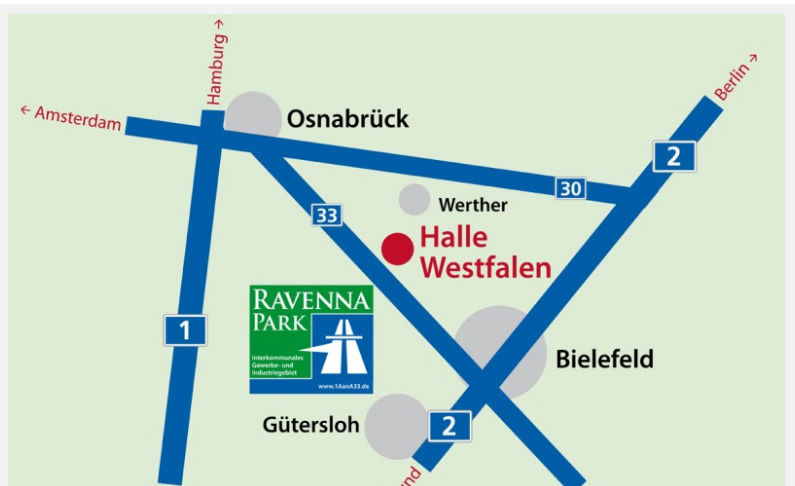 Hamburg →
← Amsterdam
Osnabrück
Berlin →
2
30
33
Werther
Halle
Westfalen
RAVENNA
PARK
Interkommunales
Gewerbe- und
Industriegebiet
www.1AanA33.de
1
Bielefeld
Gütersloh
2
und